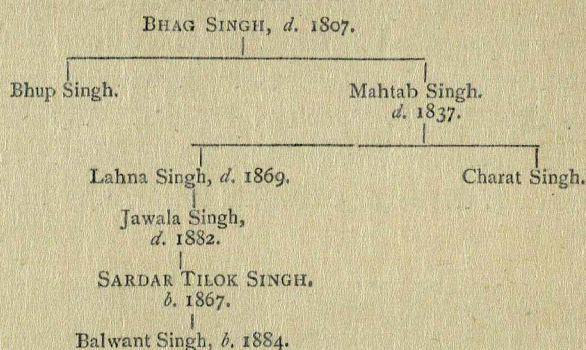 BHAG SINGH, d. 1807.
Bhup Singh. Mahtab Singh.
d. 1837.
Lahna Singh, d. 1869. Charat Singh.
Jawala Singh,
d. 1882.
SARDAR TILOK SINGH.
b. 1867.
Balwant Singh, b. 1884.